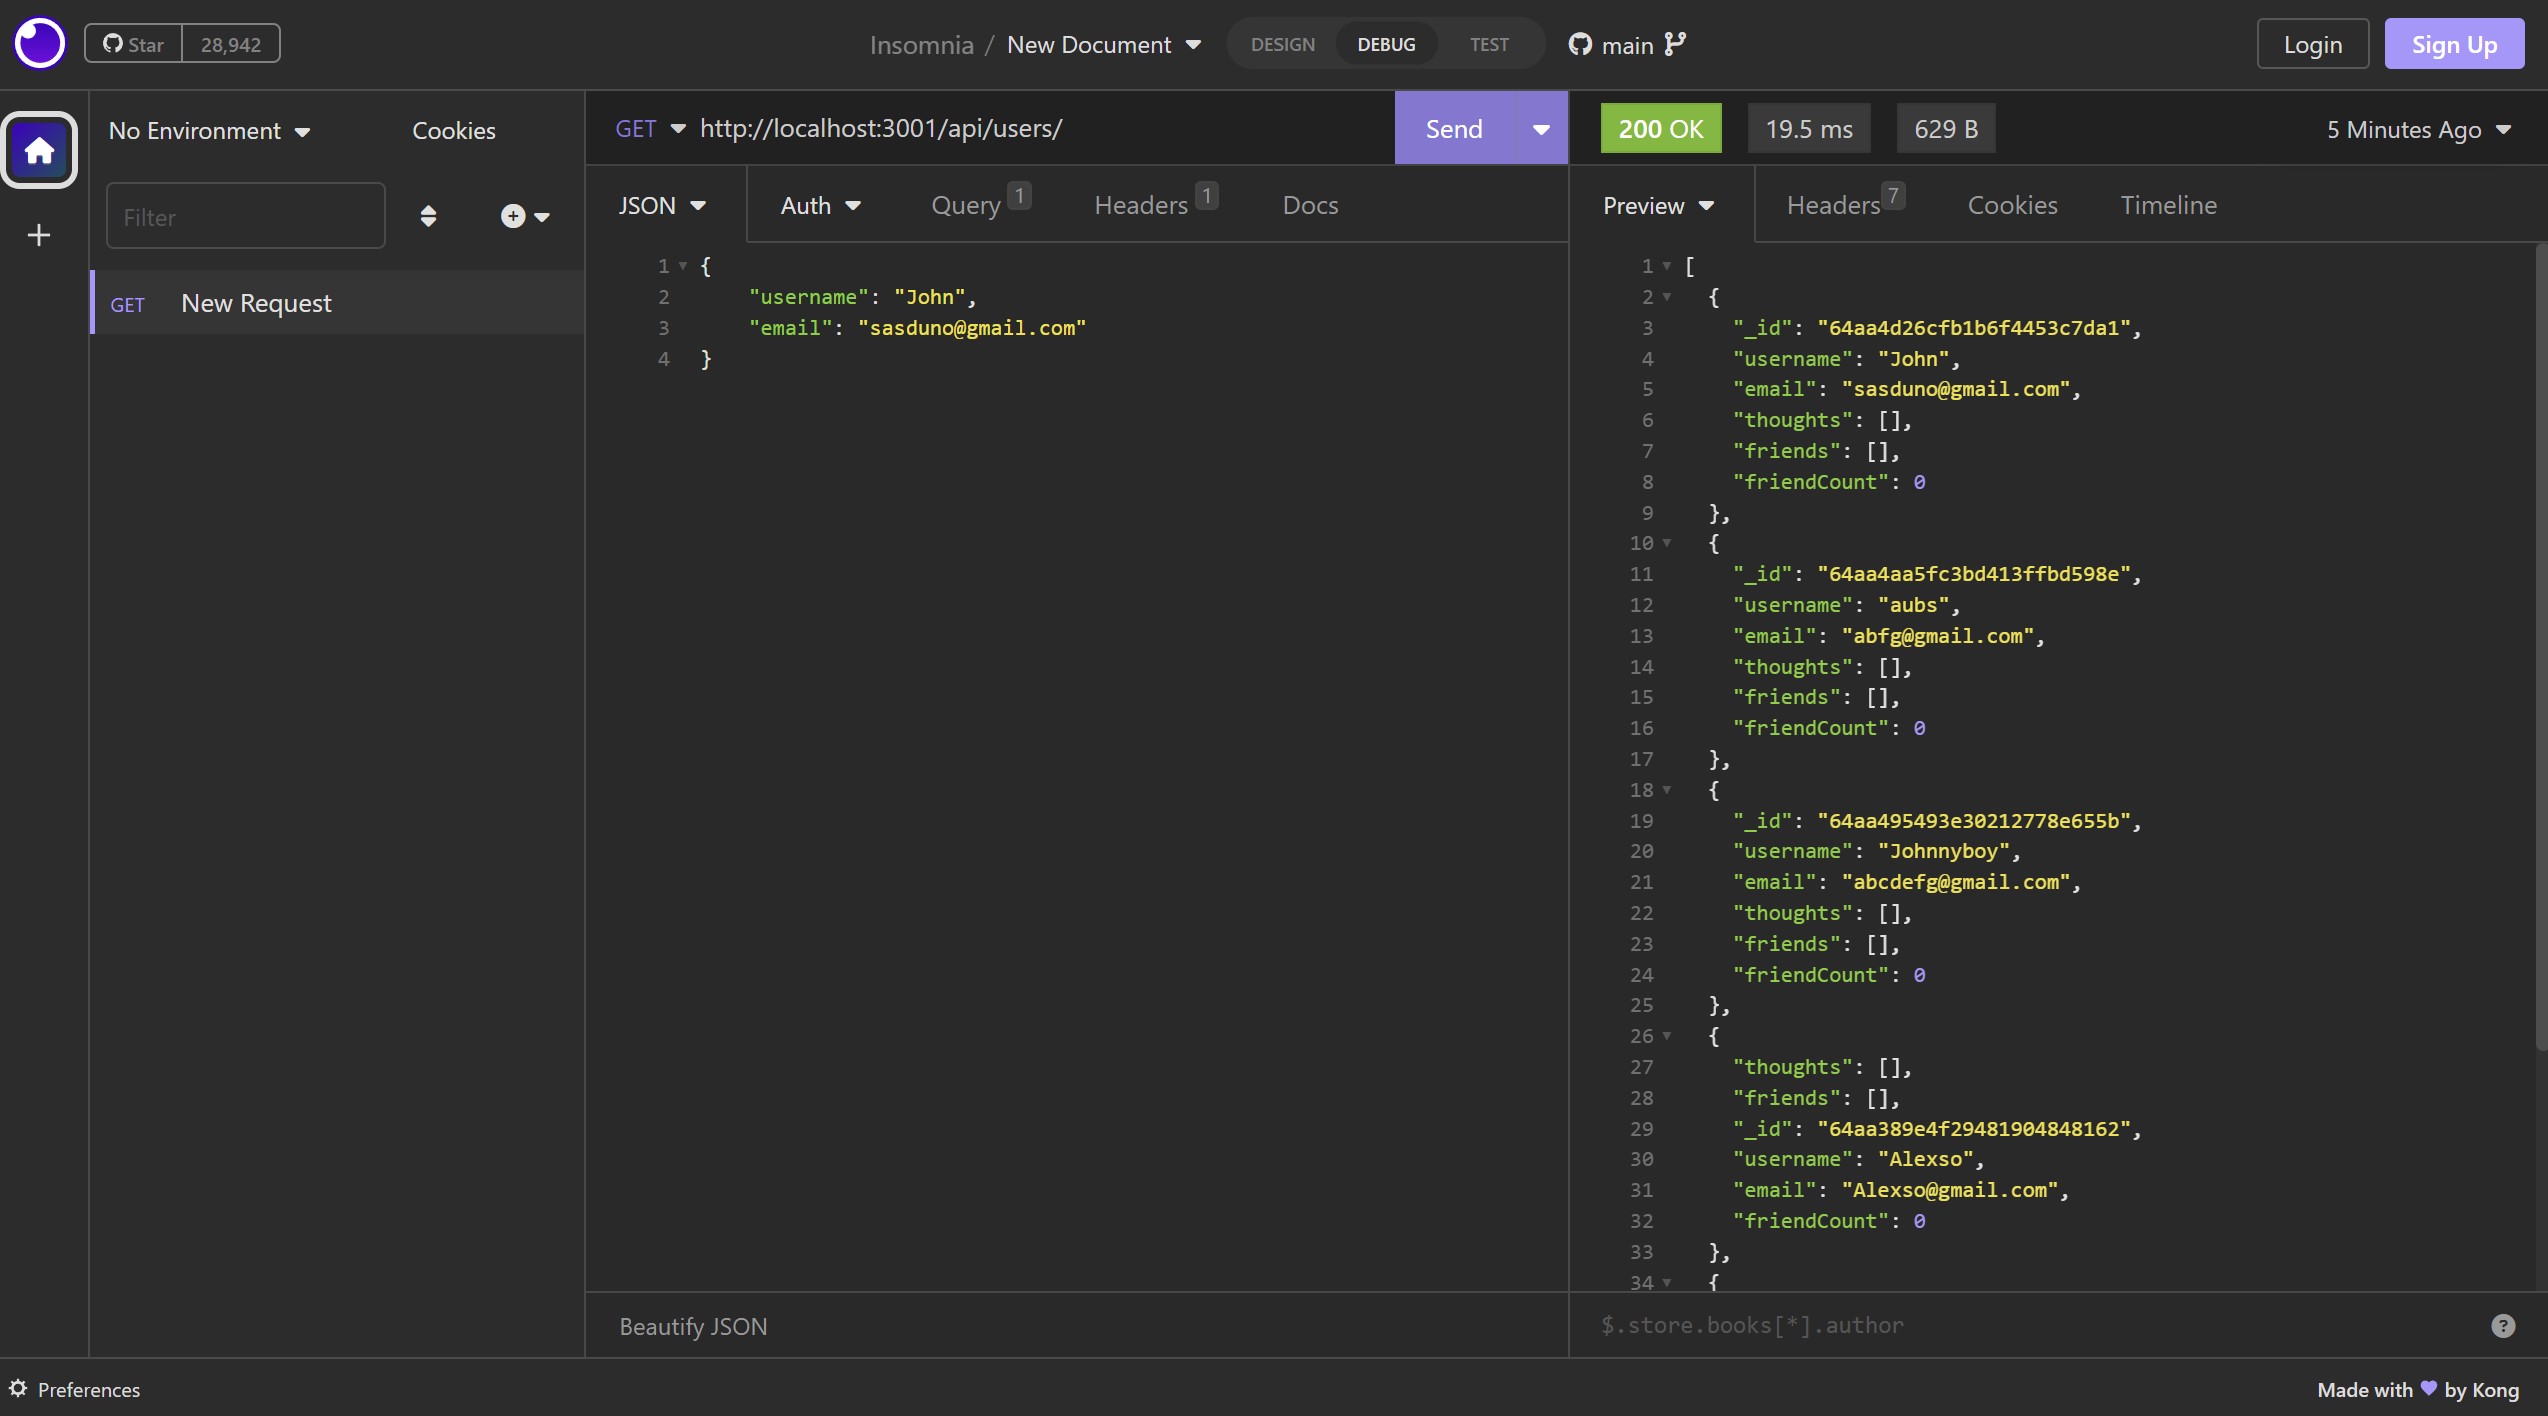 Star 28,942
Insomnia / New Document
DESIGN DEBUG TEST
main
Login Sign Up
No Environment Cookies
Filter
GET New Request
GET http://localhost:3001/api/users/ Send
JSON Auth Query 1 Headers 1 Docs
1 {
2 "username": "John",
3 "email": "sasduno@gmail.com"
4 }
Beautify JSON
200 OK 19.5 ms 629 B 5 Minutes Ago
Preview Headers 7 Cookies Timeline
1 [
2 {
3 "_id": "64aa4d26cfb1b6f4453c7da1",
4 "username": "John",
5 "email": "sasduno@gmail.com",
6 "thoughts": [],
7 "friends": [],
8 "friendCount": 0
9 },
10 {
11 "_id": "64aa4aa5fc3bd413ffbd598e",
12 "username": "aubs",
13 "email": "abfg@gmail.com",
14 "thoughts": [],
15 "friends": [],
16 "friendCount": 0
17 },
18 {
19 "_id": "64aa495493e30212778e655b",
20 "username": "Johnnyboy",
21 "email": "abcdefg@gmail.com",
22 "thoughts": [],
23 "friends": [],
24 "friendCount": 0
25 },
26 {
27 "thoughts": [],
28 "friends": [],
29 "_id": "64aa389e4f29481904848162",
30 "username": "Alexso",
31 "email": "Alexso@gmail.com",
32 "friendCount": 0
33 },
34 {
$.store.books[*].author ?
Preferences
Made with ♥ by Kong